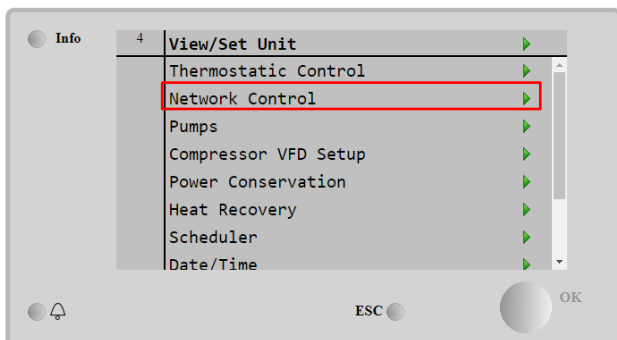 Info
4 View/Set Unit
Thermostatic Control
Network Control
Pumps
Compressor VFD Setup
Power Conservation
Heat Recovery
Scheduler
Date/Time
ESC
OK